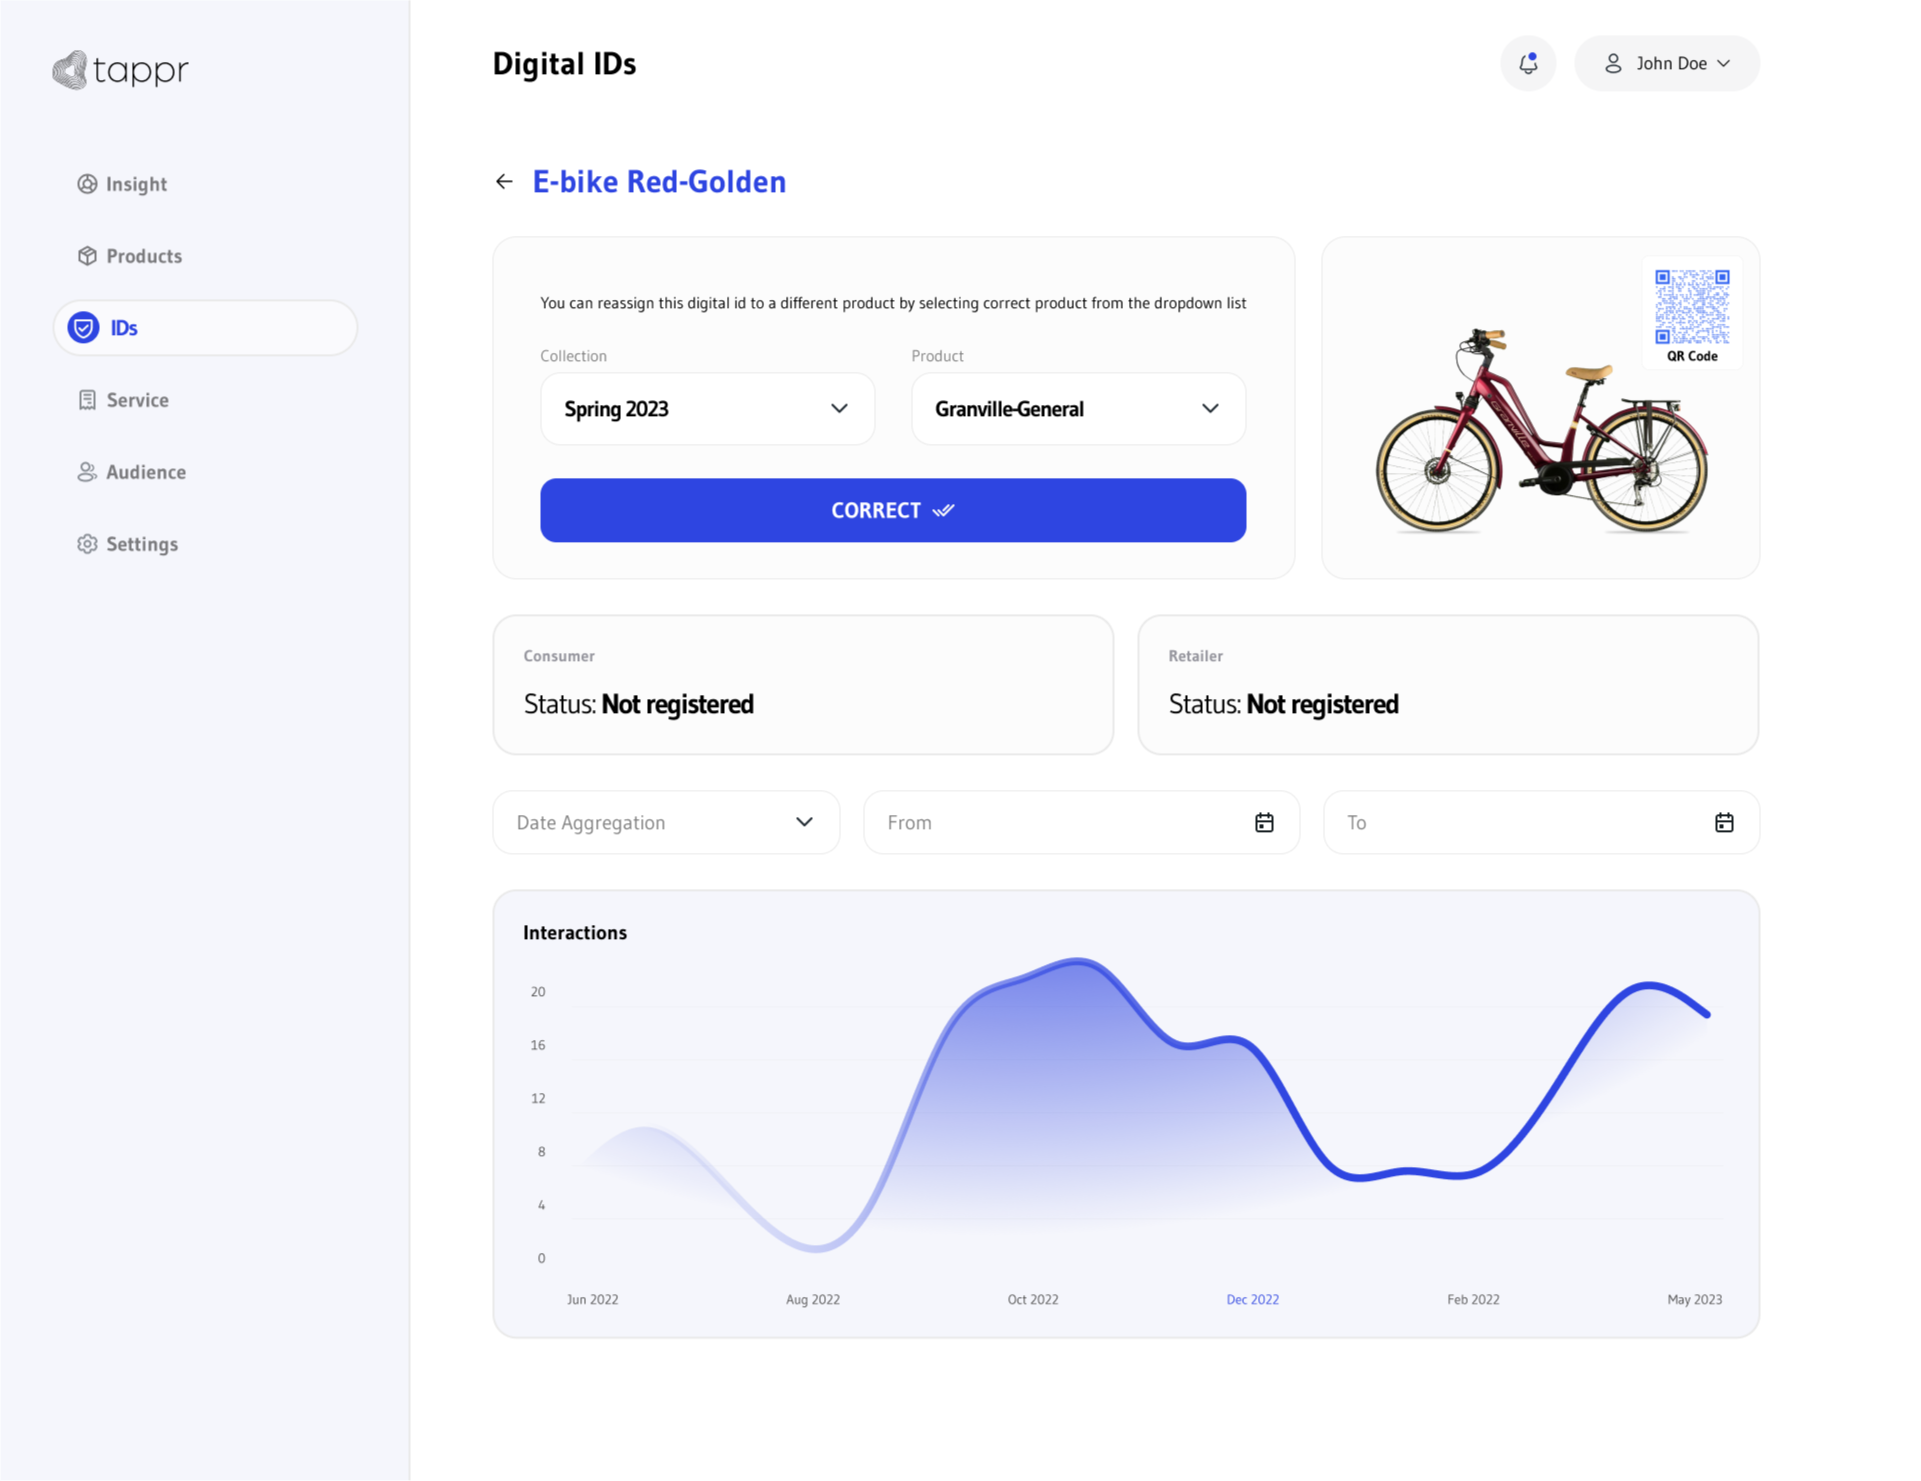 tappr
Digital IDs
John Doe
Insight
Products
IDs
Service
Audience
Settings
E-bike Red-Golden
You can reassign this digital id to a different product by selecting correct product from the dropdown list
Collection
Product
Spring 2023
Granville-General
CORRECT
QR Code
Granville
Consumer
Status: Not registered
Retailer
Status: Not registered
Date Aggregation
From
To
Interactions
20
16
12
8
4
0
Jun 2022
Aug 2022
Oct 2022
Dec 2022
Feb 2022
May 2023